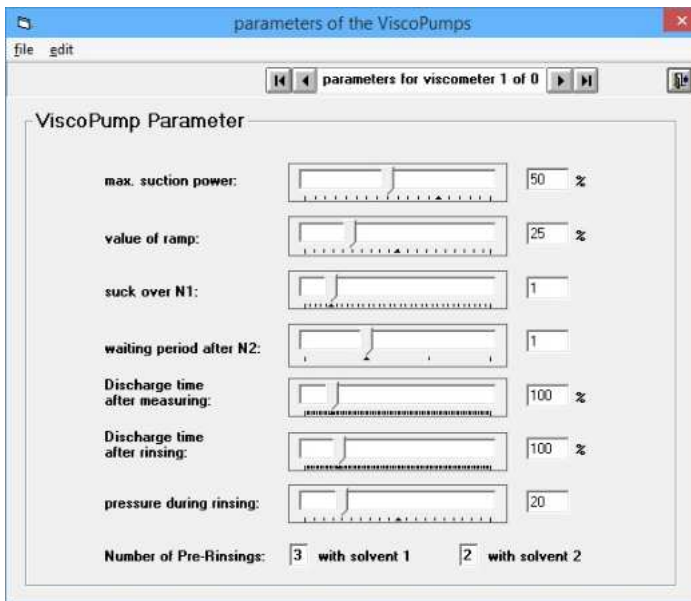 parameters of the ViscoPumps
file edit
parameters for viscometer 1 of 0
ViscoPump Parameter
max. suction power: 50 %
value of ramp: 25 %
suck over N1: 1
waiting period after N2: 1
Discharge time
after measuring: 100 %
Discharge time
after rinsing: 100 %
pressure during rinsing: 20
Number of Pre-Rinsings: 3 with solvent 1 2 with solvent 2